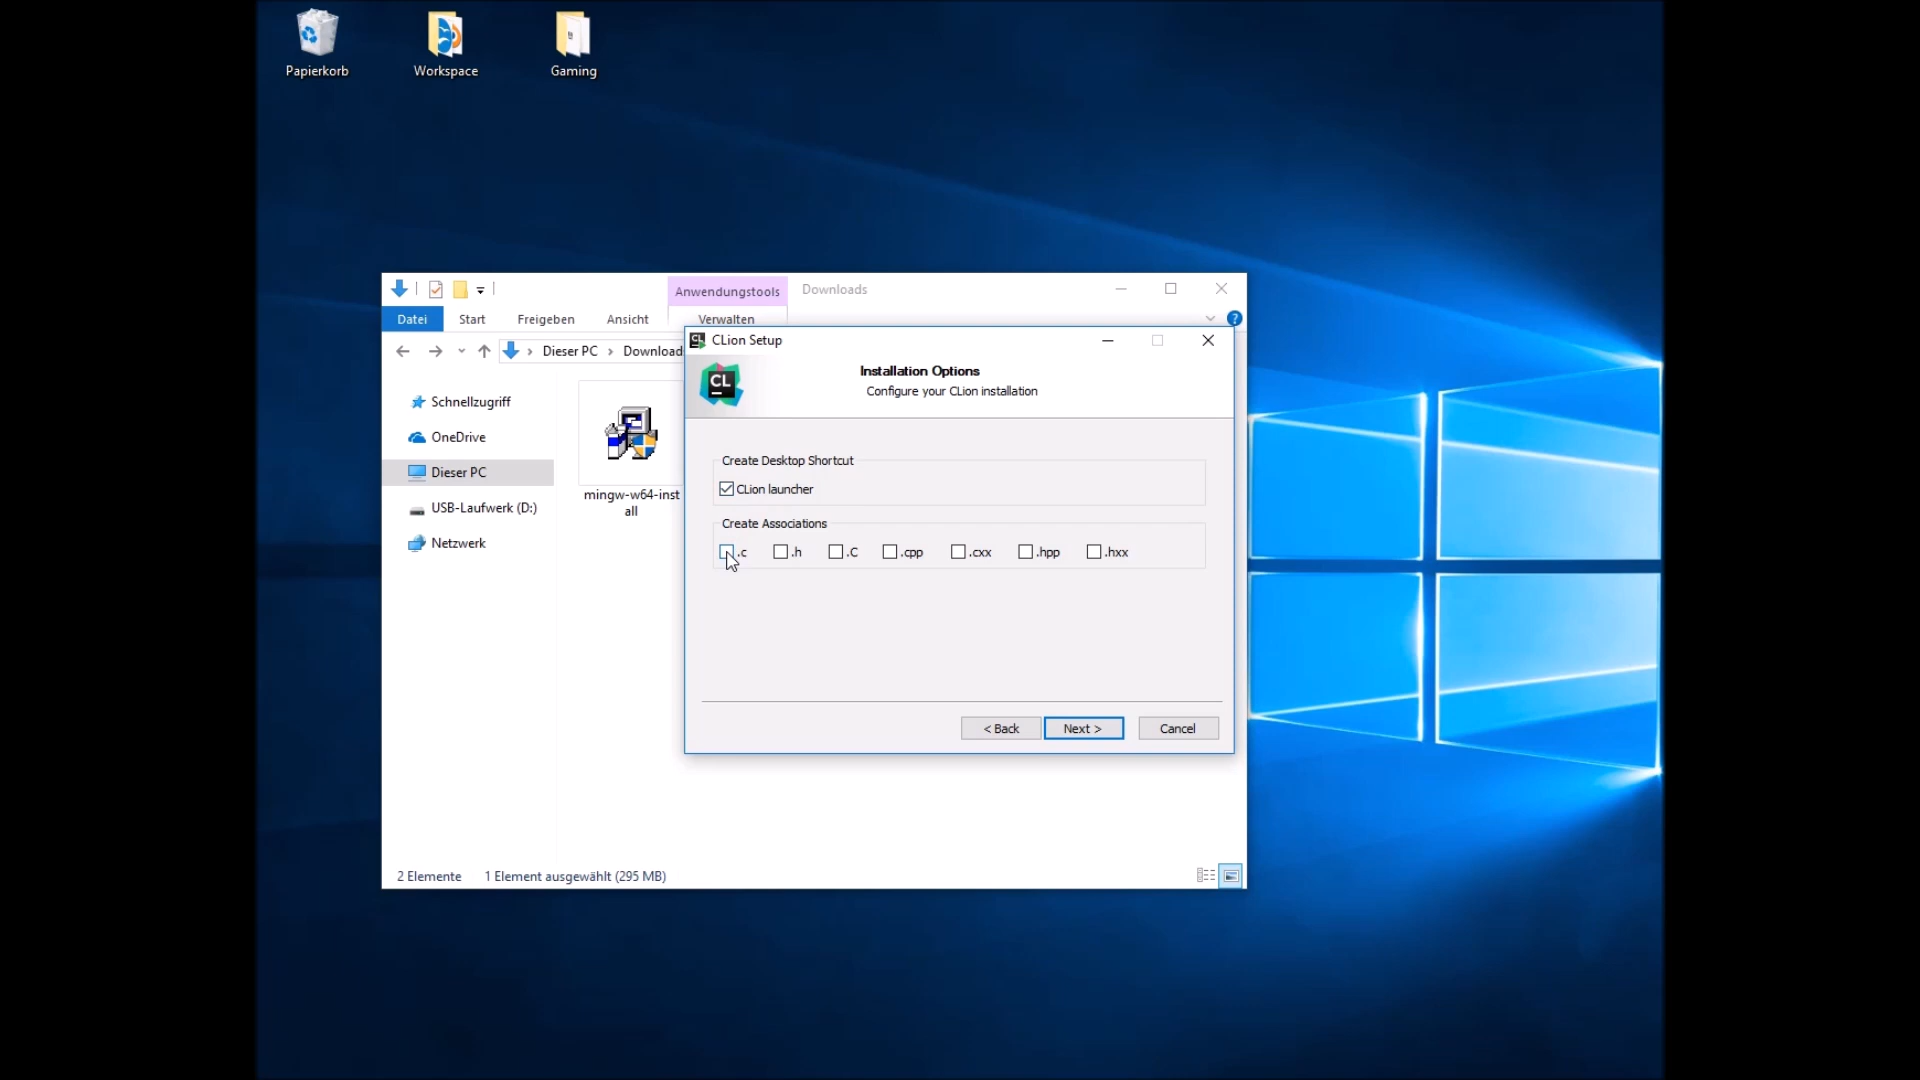 Papierkorb
Workspace
Gaming
Anwendungstools
Downloads
Datei
Start
Freigeben
Ansicht
Verwalten
Dieser PC
Download
Schnellzugriff
OneDrive
Dieser PC
USB-Laufwerk (D:)
Netzwerk
mingw-w64-inst
all
2 Elemente
1 Element ausgewählt (295 MB)
CL
CLion Setup
CL
Installation Options
Configure your CLion installation
Create Desktop Shortcut
CLion launcher
Create Associations
.c
.h
.C
.cpp
.cxx
.hpp
.hxx
< Back
Next >
Cancel